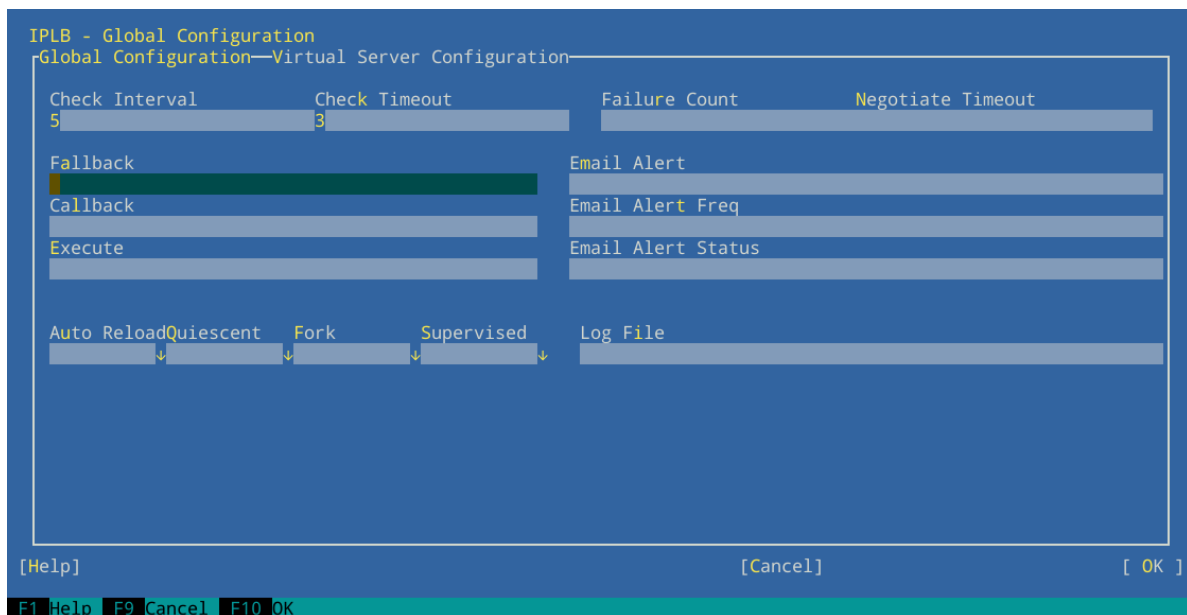 IPLB - Global Configuration
Global Configuration—Virtual Server Configuration
Check Interval Check Timeout Failure Count Negotiate Timeout
5 3
Fallback Email Alert
Callback Email Alert Freq
Execute Email Alert Status
Auto Reload Quiescent Fork Supervised Log File
↓ ↓ ↓ ↓
[Help] [Cancel] [ OK ]
F1 Help F9 Cancel F10 OK